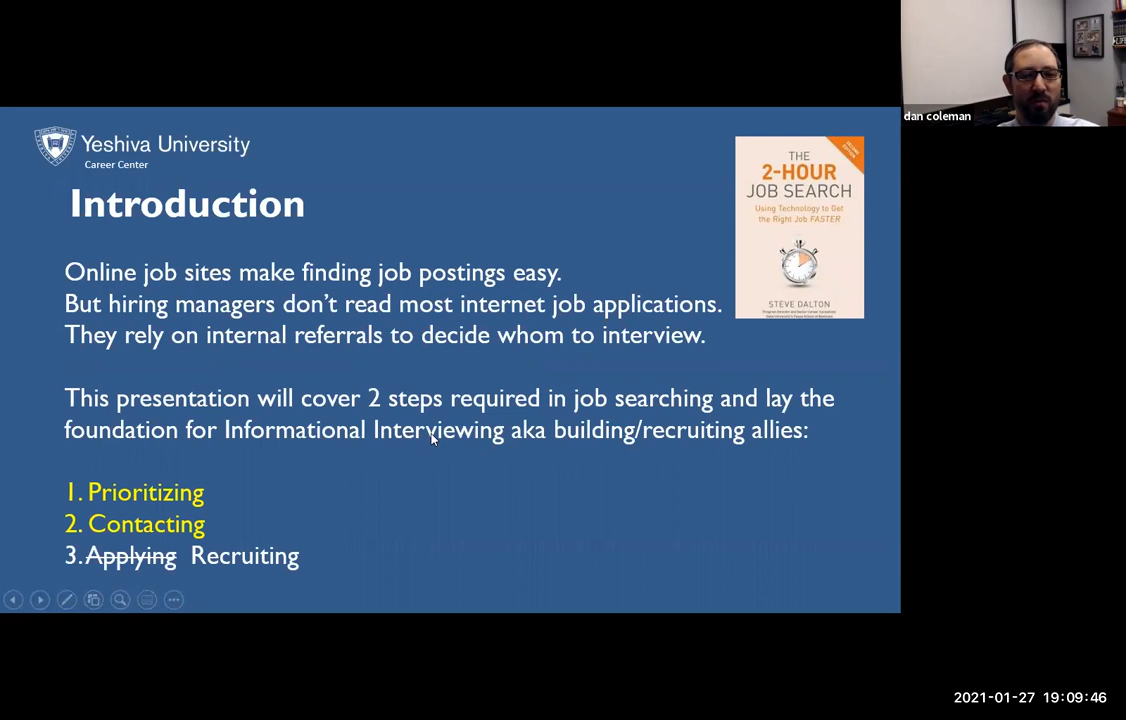 dan coleman
Yeshiva University
Career Center
Introduction
THE
2-HOUR
JOB SEARCH
Using Technology to Get
the Right Job FASTER
STEVE DALTON
Online job sites make finding job postings easy.
But hiring managers don’t read most internet job applications.
They rely on internal referrals to decide whom to interview.
This presentation will cover 2 steps required in job searching and lay the
foundation for Informational Interviewing aka building/recruiting allies:
1. Prioritizing
2. Contacting
3. Applying Recruiting
2021-01-27 19:09:46